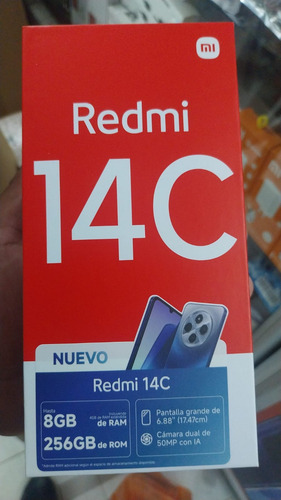 mi
Redmi
14C
NUEVO
Redmi 14C
Hasta
8GB
de RAM
256GB de ROM
Pantalla grande de
6.88" (17.47cm)
Cámara dual de
50MP con IA